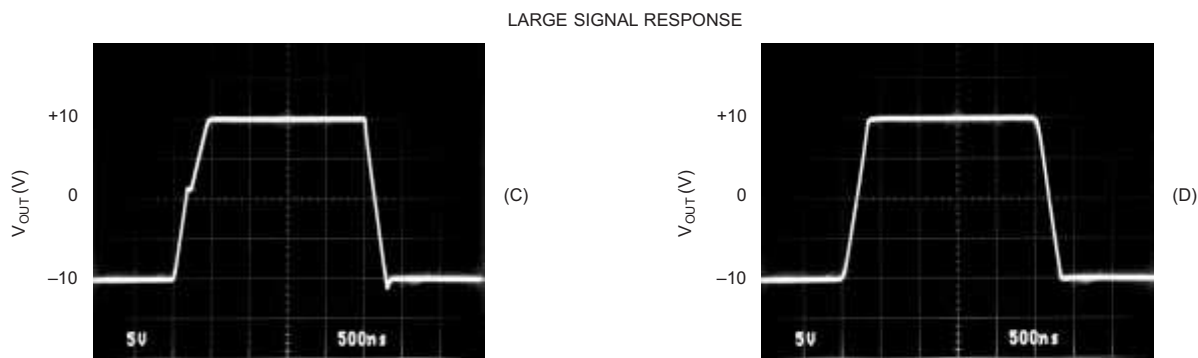 LARGE SIGNAL RESPONSE
+10
0
–10
VOUT (V)
5V
500ns
(C)
+10
0
–10
VOUT (V)
5V
500ns
(D)